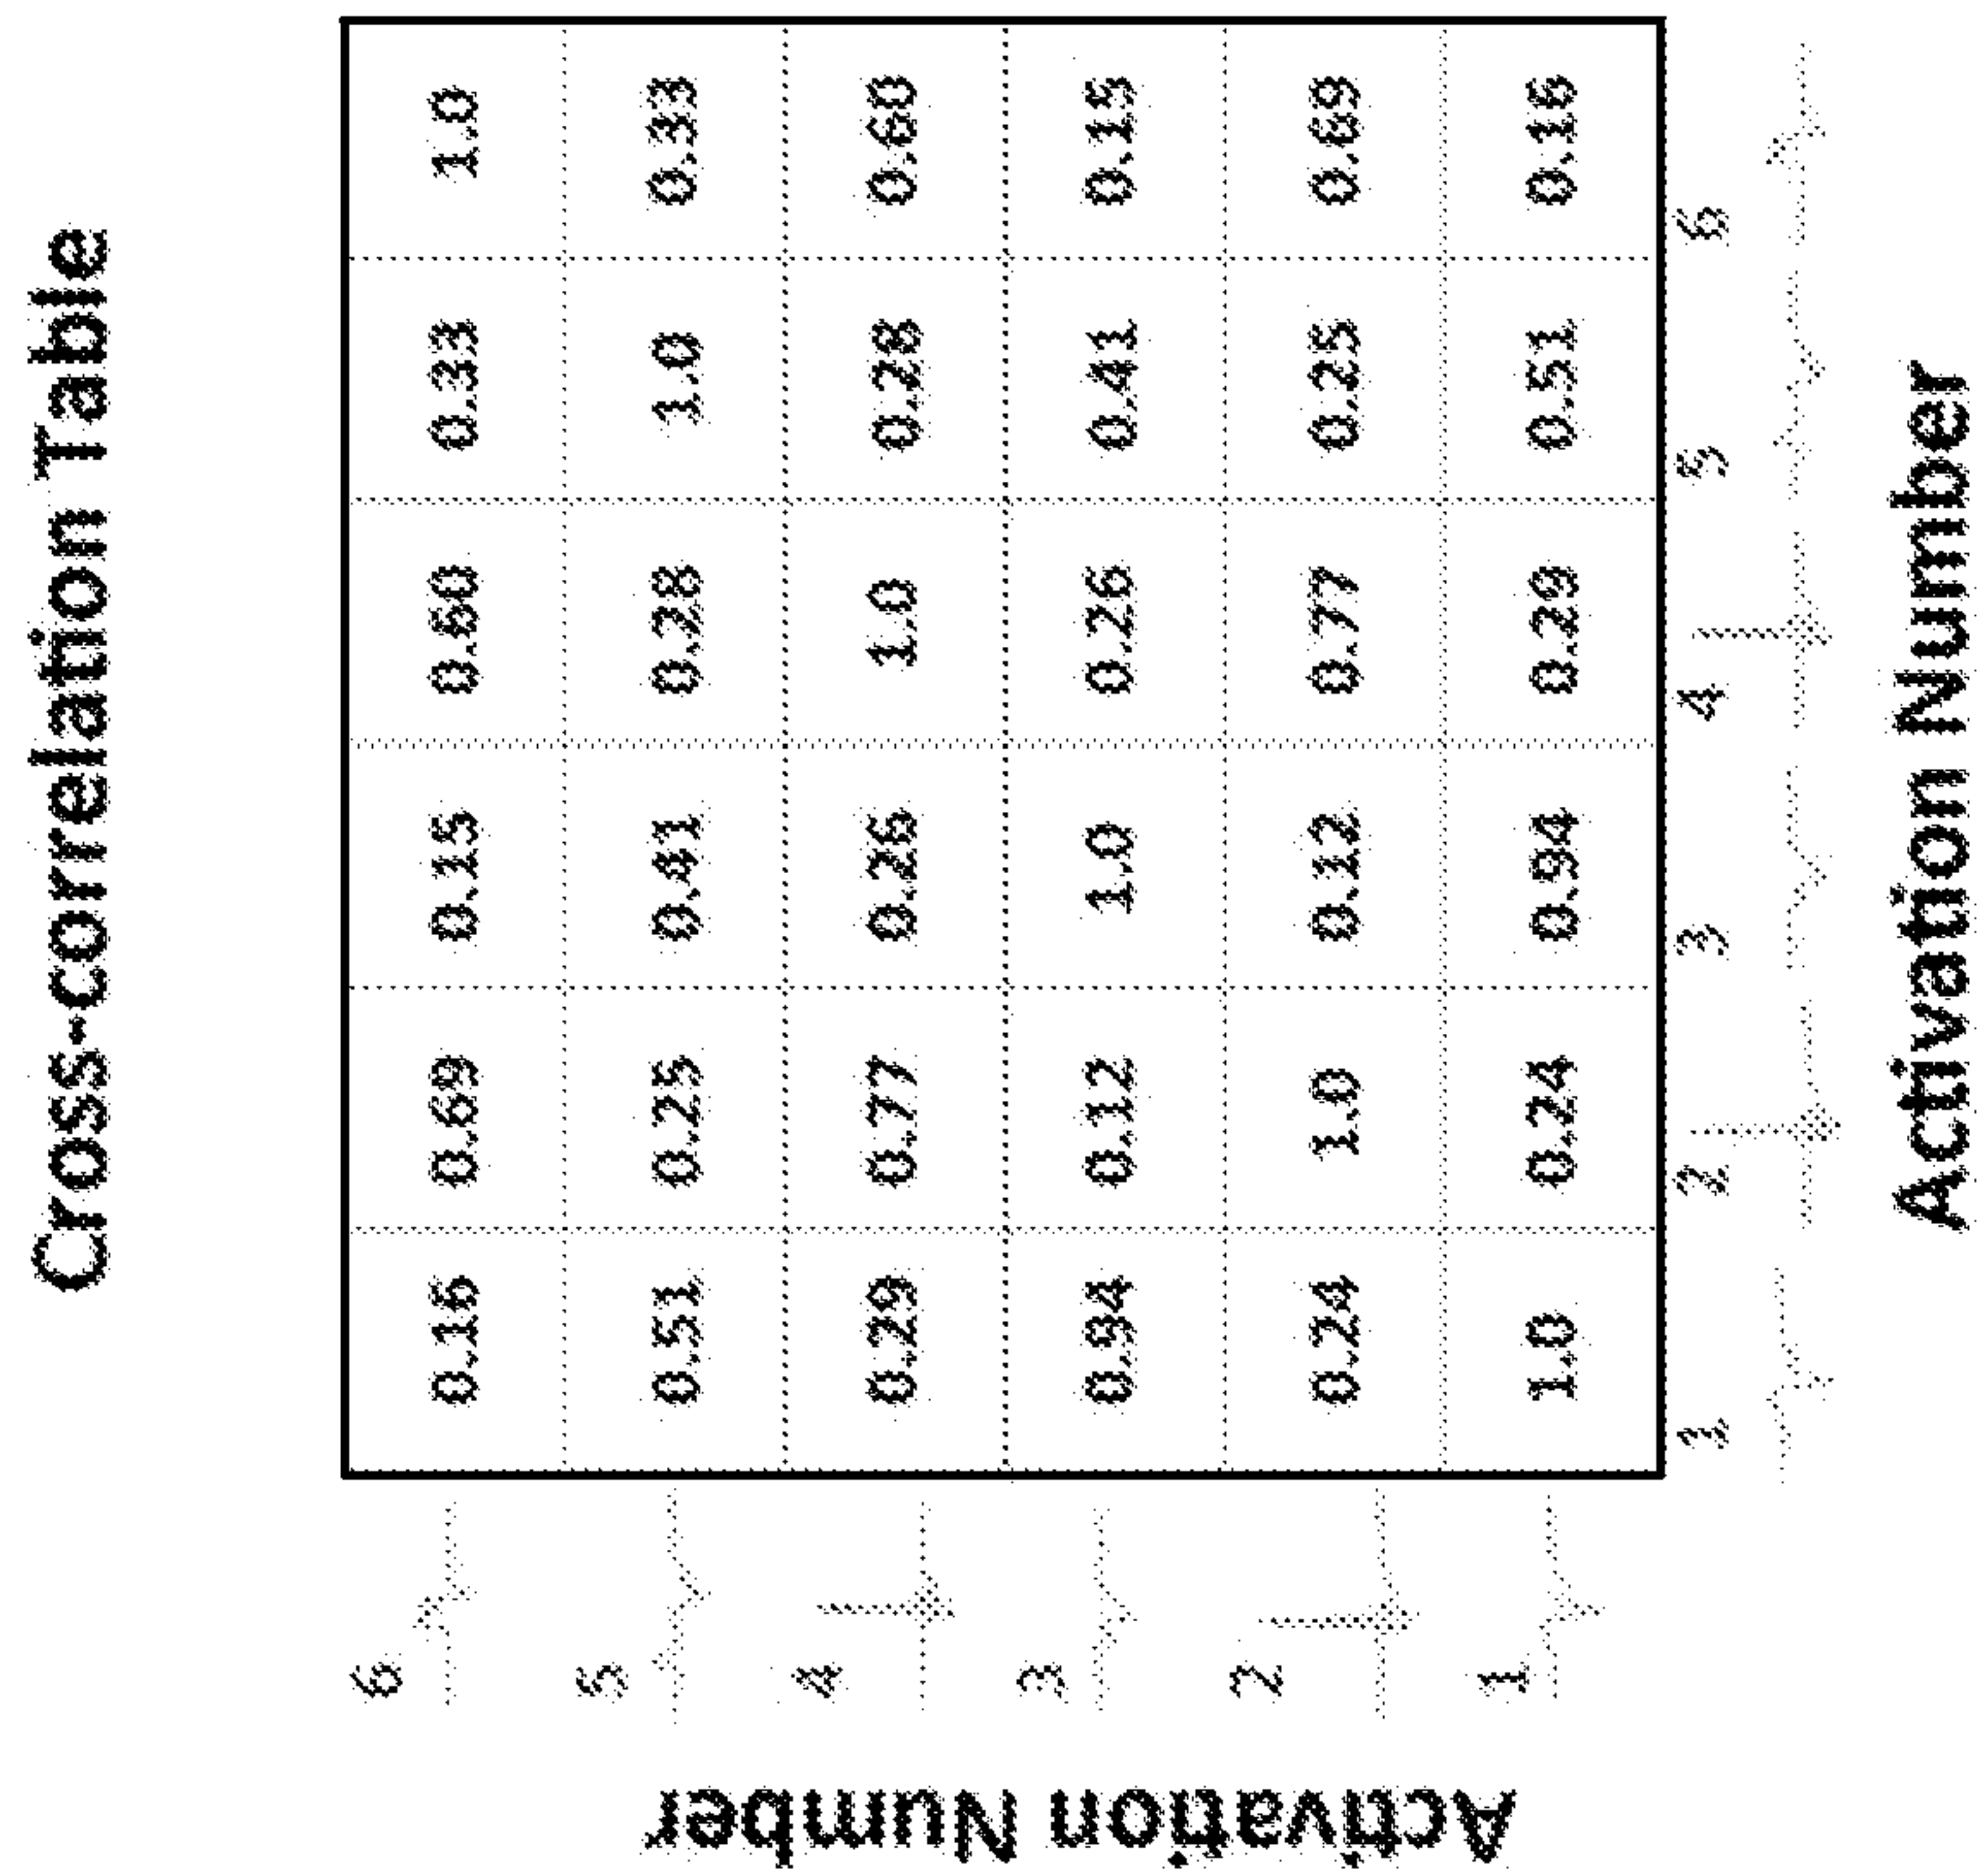 Cross-correlation Table
Activation Number
6 0.16 0.69 0.15 0.60 0.33 1.0
5 0.51 0.25 0.41 0.28 1.0 0.33
4 0.29 0.77 0.26 1.0 0.28 0.60
3 0.94 0.12 1.0 0.26 0.41 0.15
2 0.24 1.0 0.12 0.77 0.25 0.69
1 1.0 0.24 0.94 0.29 0.51 0.16
1 2 3 4 5 6
Activation Number